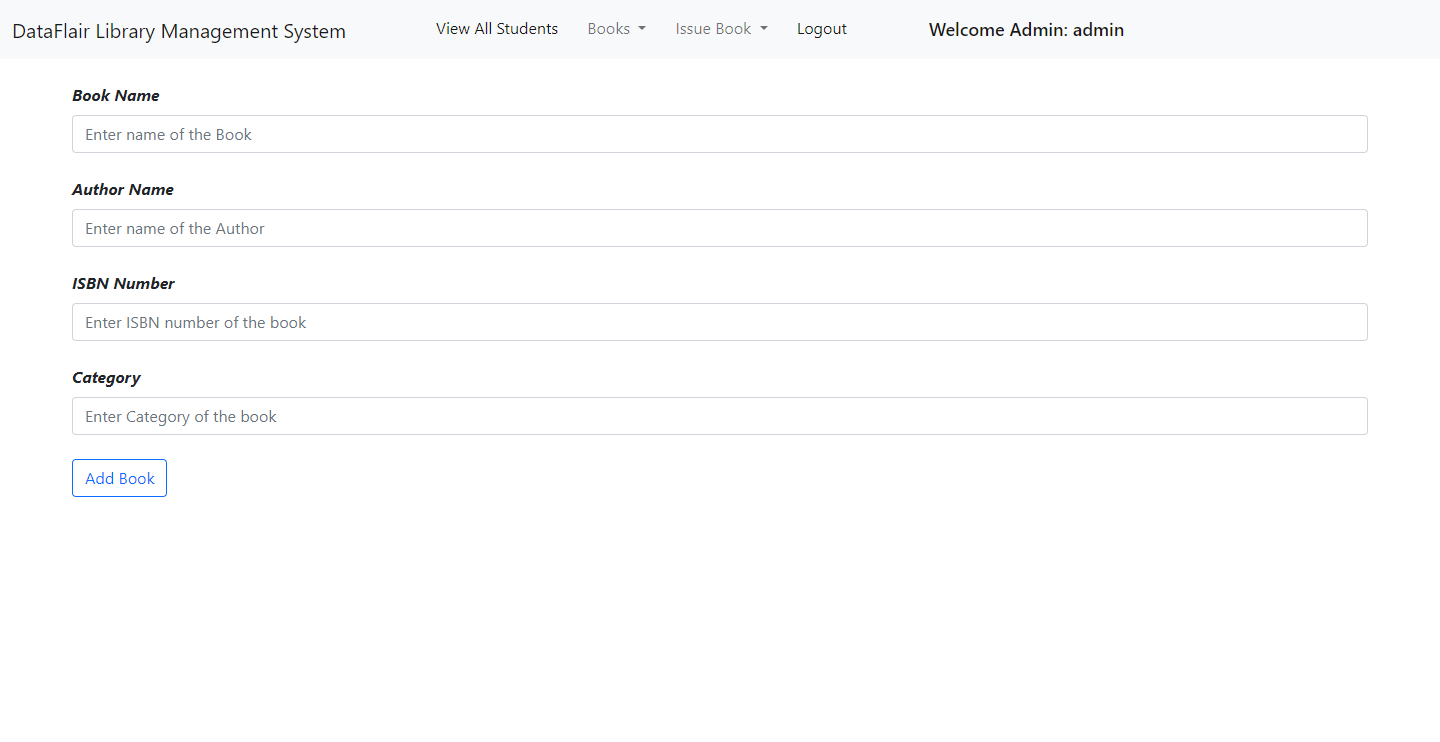 DataFlair Library Management System View All Students Books Issue Book Logout Welcome Admin: admin
Book Name
Enter name of the Book
Author Name
Enter name of the Author
ISBN Number
Enter ISBN number of the book
Category
Enter Category of the book
Add Book